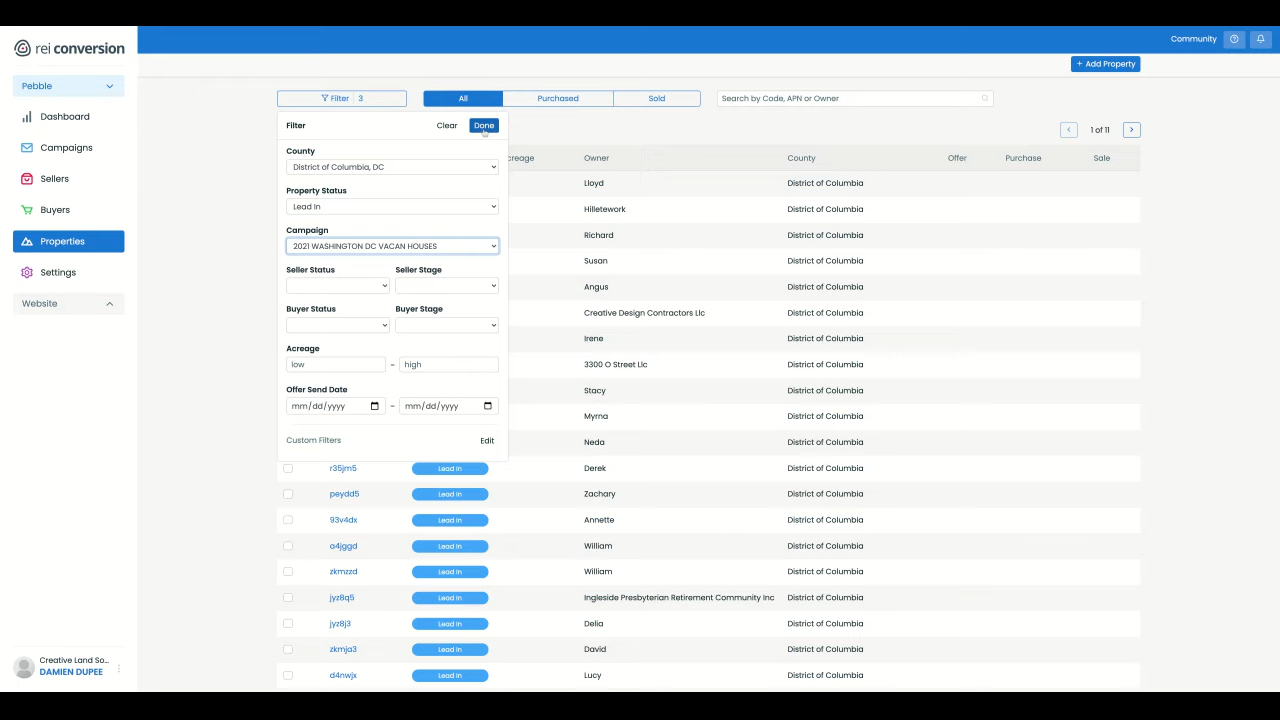 rei conversion
Community
Pebble
+ Add Property
Dashboard
Campaigns
Sellers
Buyers
Properties
Settings
Website
Creative Land So...
DAMIEN DUPEE
Filter 3
All Purchased Sold
Search by Code, APN or Owner
1 of 11
Filter Clear Done
County
District of Columbia, DC
Property Status
Lead In
Campaign
2021 WASHINGTON DC VACAN HOUSES
Seller Status Seller Stage
Buyer Status Buyer Stage
Acreage
low - high
Offer Send Date
mm/dd/yyyy - mm/dd/yyyy
Custom Filters Edit
creage Owner County Offer Purchase Sale
Lloyd District of Columbia
Hilletework District of Columbia
Richard District of Columbia
Susan District of Columbia
Angus District of Columbia
Creative Design Contractors Llc District of Columbia
Irene District of Columbia
3300 O Street Llc District of Columbia
Stacy District of Columbia
Myrna District of Columbia
Neda District of Columbia
r35jm5 Lead In Derek District of Columbia
peydd5 Lead In Zachary District of Columbia
93v4dx Lead In Annette District of Columbia
a4jggd Lead In William District of Columbia
zkmzzd Lead In William District of Columbia
jyz8q5 Lead In Ingleside Presbyterian Retirement Community Inc District of Columbia
jyz8j3 Lead In Delia District of Columbia
zkmja3 Lead In David District of Columbia
d4nwjx Lead In Lucy District of Columbia